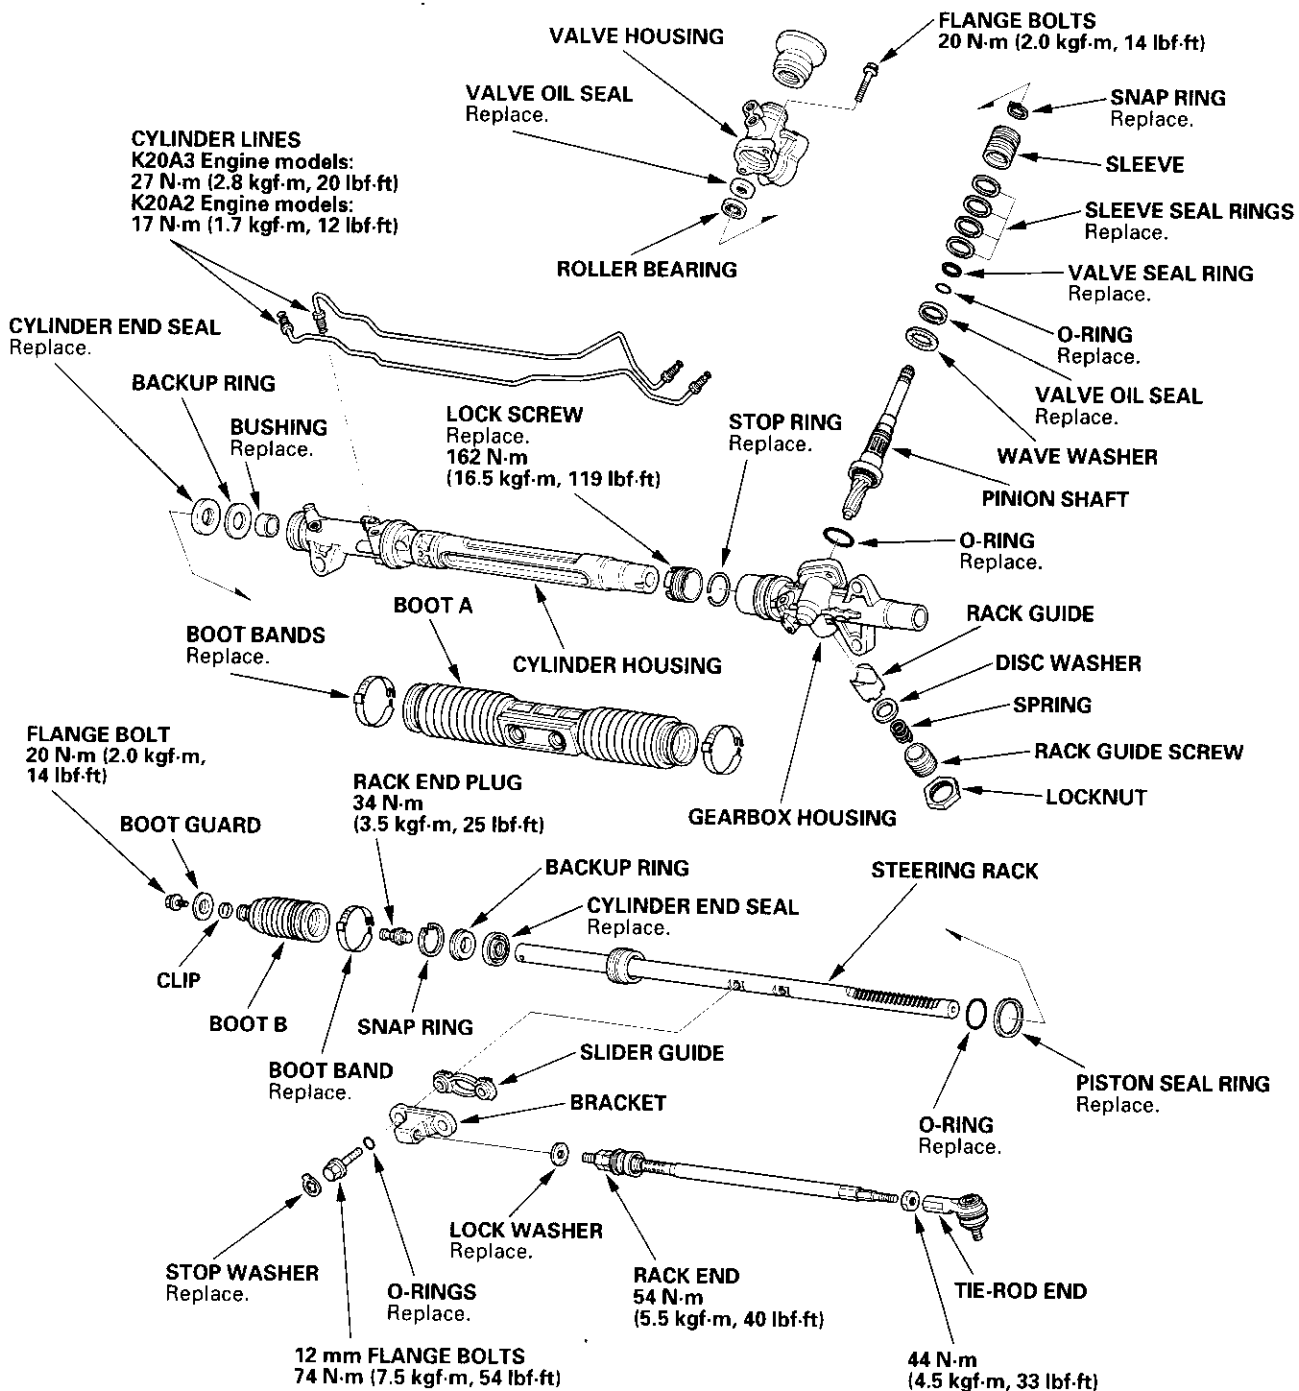 FLANGE BOLTS
20 N·m (2.0 kgf·m, 14 lbf·ft)
VALVE HOUSING
VALVE OIL SEAL
Replace.
SNAP RING
Replace.
CYLINDER LINES
K20A3 Engine models:
27 N·m (2.8 kgf·m, 20 lbf·ft)
K20A2 Engine models:
17 N·m (1.7 kgf·m, 12 lbf·ft)
SLEEVE
SLEEVE SEAL RINGS
Replace.
ROLLER BEARING
VALVE SEAL RING
Replace.
CYLINDER END SEAL
Replace.
O-RING
Replace.
BACKUP RING
VALVE OIL SEAL
Replace.
BUSHING
Replace.
LOCK SCREW
Replace.
162 N·m
(16.5 kgf·m, 119 lbf·ft)
STOP RING
Replace.
WAVE WASHER
PINION SHAFT
O-RING
Replace.
BOOT A
RACK GUIDE
BOOT BANDS
Replace.
CYLINDER HOUSING
DISC WASHER
SPRING
FLANGE BOLT
20 N·m (2.0 kgf·m,
14 lbf·ft)
RACK GUIDE SCREW
RACK END PLUG
34 N·m
(3.5 kgf·m, 25 lbf·ft)
LOCKNUT
GEARBOX HOUSING
BOOT GUARD
BACKUP RING
STEERING RACK
CYLINDER END SEAL
Replace.
CLIP
BOOT B
SNAP RING
SLIDER GUIDE
BOOT BAND
Replace.
PISTON SEAL RING
Replace.
BRACKET
O-RING
Replace.
LOCK WASHER
Replace.
STOP WASHER
Replace.
O-RINGS
Replace.
RACK END
54 N·m
(5.5 kgf·m, 40 lbf·ft)
TIE-ROD END
12 mm FLANGE BOLTS
74 N·m (7.5 kgf·m, 54 lbf·ft)
44 N·m
(4.5 kgf·m, 33 lbf·ft)